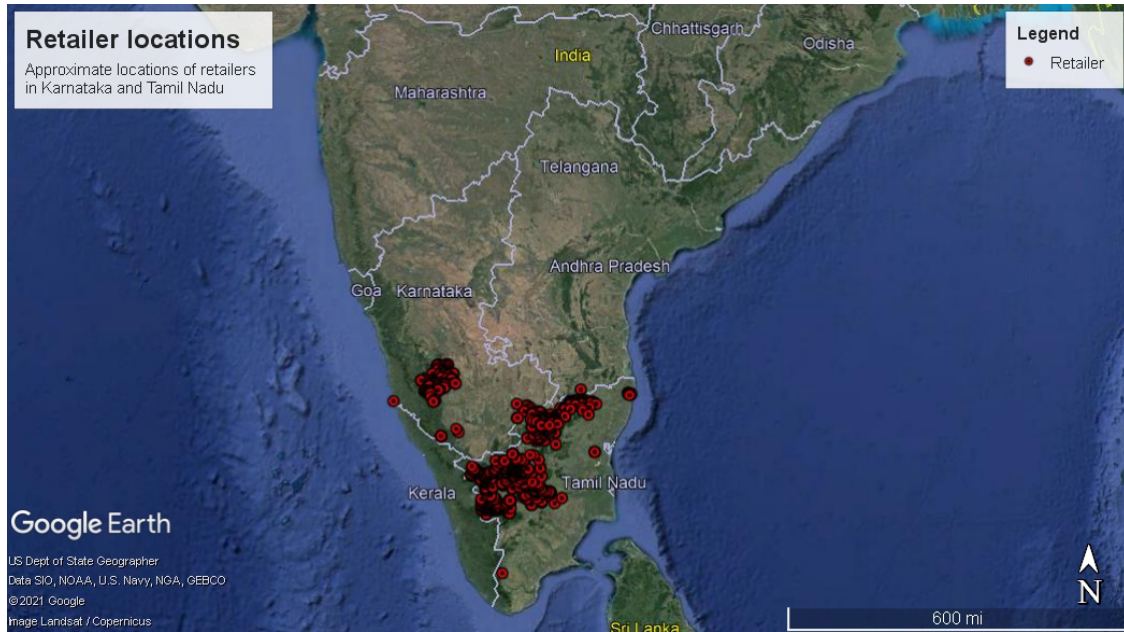 Retailer locations
Approximate locations of retailers
in Karnataka and Tamil Nadu
Legend
Retailer
Chhattisgarh
Odisha
India
Maharashtra
Telangana
Andhra Pradesh
Goa
Karnataka
Kerala
Tamil Nadu
Google Earth
US Dept of State Geographer
Data SIO, NOAA, U.S. Navy, NGA, GEBCO
©2021 Google
Image Landsat / Copernicus
N
600 mi
Sri Lanka